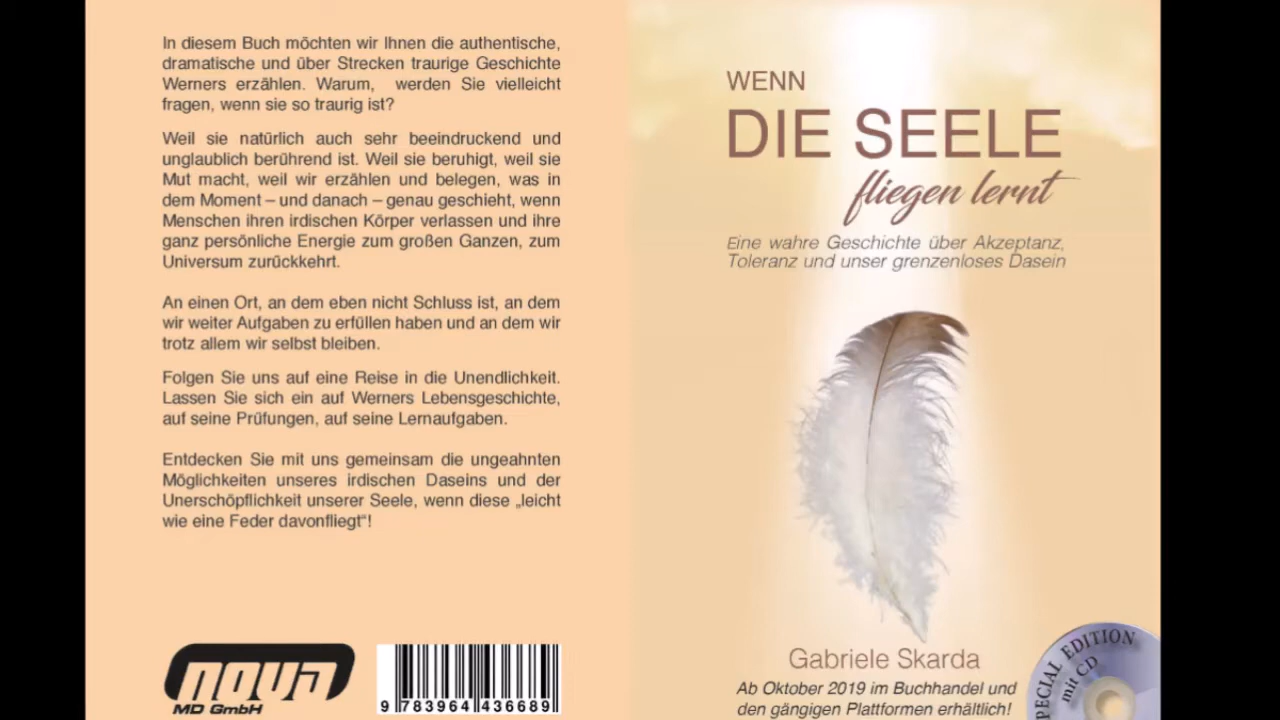 In diesem Buch möchten wir Ihnen die authentische,
dramatische und über Strecken traurige Geschichte
Werners erzählen. Warum, werden Sie vielleicht
fragen, wenn sie so traurig ist?
Weil sie natürlich auch sehr beeindruckend und
unglaublich berührend ist. Weil sie beruhigt, weil sie
Mut macht, weil wir erzählen und belegen, was in
dem Moment – und danach – genau geschieht, wenn
Menschen ihren irdischen Körper verlassen und ihre
ganz persönliche Energie zum großen Ganzen, zum
Universum zurückkehrt.
An einen Ort, an dem eben nicht Schluss ist, an dem
wir weiter Aufgaben zu erfüllen haben und an dem wir
trotz allem wir selbst bleiben.
Folgen Sie uns auf eine Reise in die Unendlichkeit.
Lassen Sie sich ein auf Werners Lebensgeschichte,
auf seine Prüfungen, auf seine Lernaufgaben.
Entdecken Sie mit uns gemeinsam die ungeahnten
Möglichkeiten unseres irdischen Daseins und der
Unerschöpflichkeit unserer Seele, wenn diese „leicht
wie eine Feder davonfliegt“!
nova
MD GmbH
9 783964 436689
WENN
DIE SEELE
fliegen lernt
Eine wahre Geschichte über Akzeptanz,
Toleranz und unser grenzenloses Dasein
Gabriele Skarda
Ab Oktober 2019 im Buchhandel und
den gängigen Plattformen erhältlich!
SPECIAL EDITION
mit CD